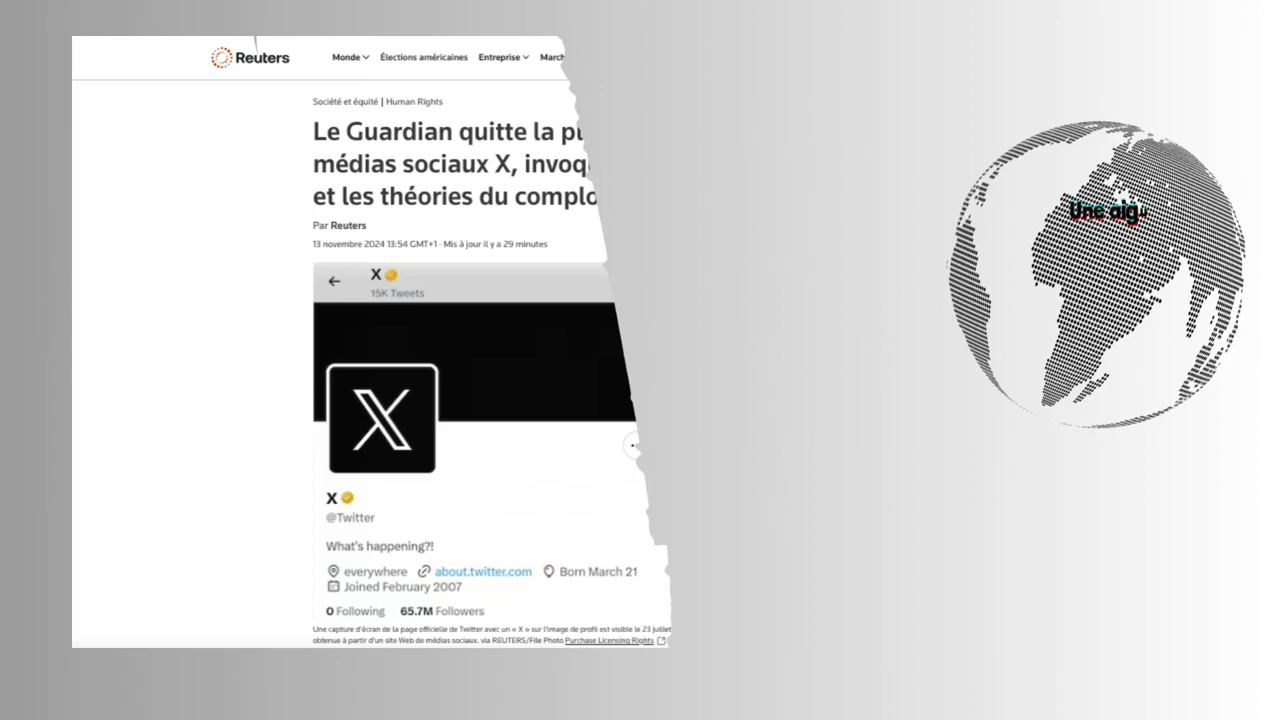 Reuters
Monde Élections américaines Entreprise March
Société et équité | Human Rights
Le Guardian quitte la pl
médias sociaux X, invoq
et les théories du complo
Par Reuters
13 novembre 2024 13:54 GMT+1 · Mis à jour il y a 29 minutes
X
15K Tweets
X
X
@Twitter
What's happening?!
everywhere about.twitter.com Born March 21
Joined February 2007
0 Following 65.7M Followers
Une capture d'écran de la page officielle de Twitter avec un « X » sur l'image de profil est visible le 23 juillet
obtenue à partir d'un site Web de médias sociaux. via REUTERS/File Photo Purchase Licensing Rights
Une aigu